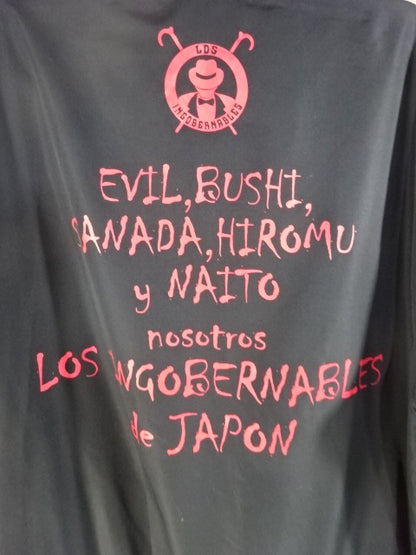 LOS
INGOBERNABLES
EVIL, BUSHI,
SANADA, HIROMU
y NAITO
nosotros
LOS INGOBERNABLES
de JAPON